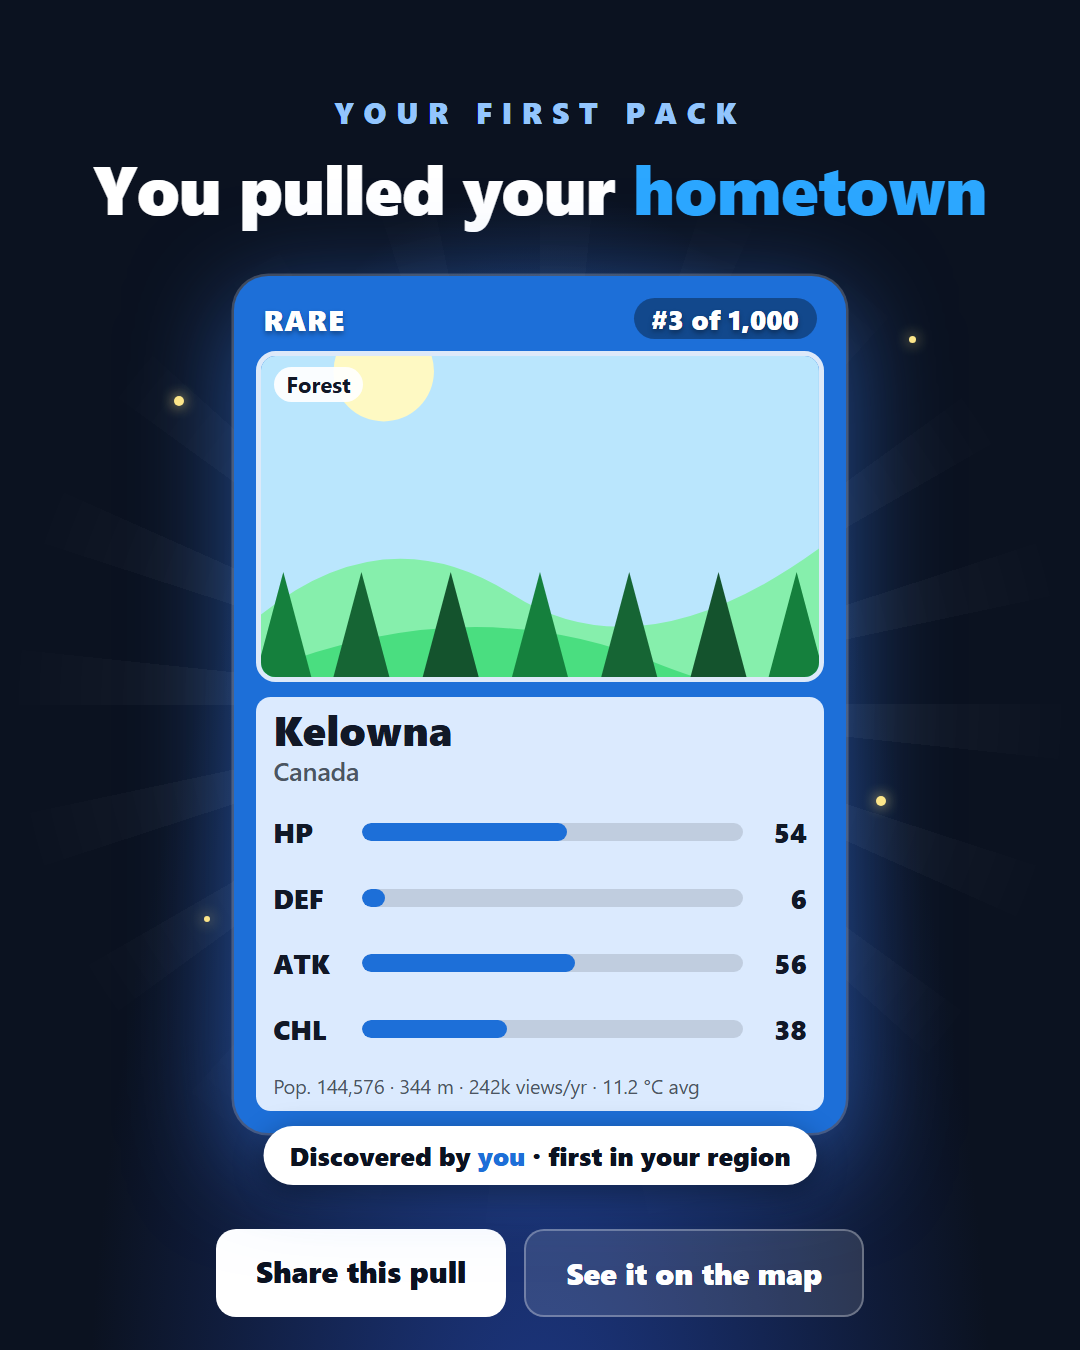 YOUR FIRST PACK
You pulled your hometown
RARE
#3 of 1,000
Forest
Kelowna
Canada
HP 54
DEF 6
ATK 56
CHL 38
Pop. 144,576 · 344 m · 242k views/yr · 11.2 °C avg
Discovered by you · first in your region
Share this pull
See it on the map